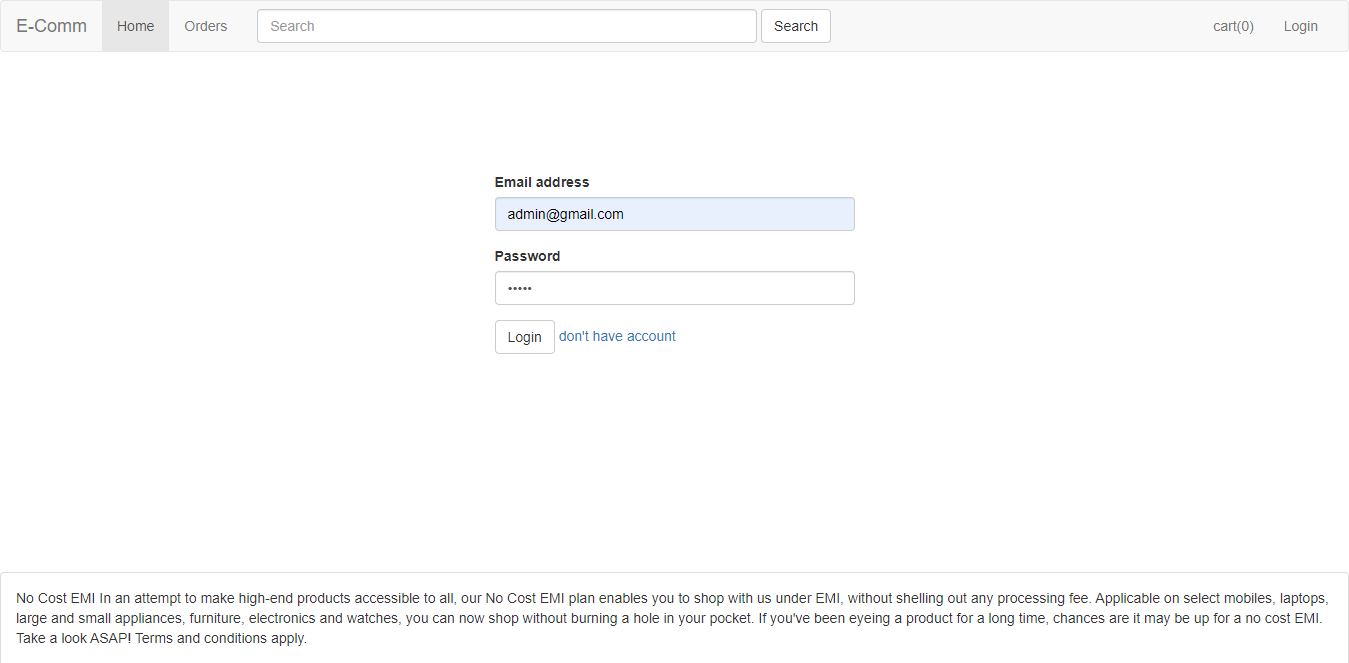 E-Comm Home Orders Search Search cart(0) Login
Email address
admin@gmail.com
Password
•••••
Login don't have account
No Cost EMI In an attempt to make high-end products accessible to all, our No Cost EMI plan enables you to shop with us under EMI, without shelling out any processing fee. Applicable on select mobiles, laptops,
large and small appliances, furniture, electronics and watches, you can now shop without burning a hole in your pocket. If you've been eyeing a product for a long time, chances are it may be up for a no cost EMI.
Take a look ASAP! Terms and conditions apply.